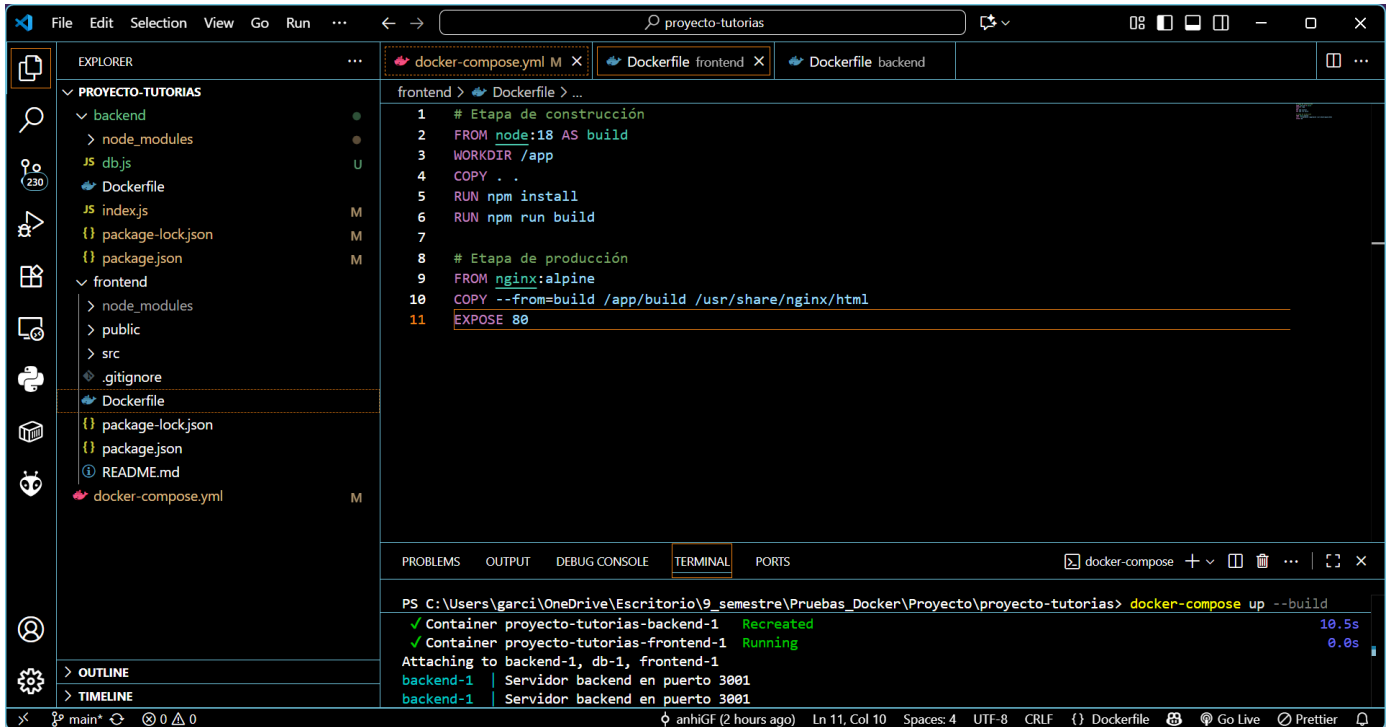 File Edit Selection View Go Run ··· ← → proyecto-tutorias
EXPLORER ···
PROYECTO-TUTORIAS
backend
node_modules
JS db.js U
Dockerfile
JS index.js M
{} package-lock.json M
{} package.json M
frontend
node_modules
public
src
.gitignore
Dockerfile
{} package-lock.json
{} package.json
README.md
docker-compose.yml M
OUTLINE
TIMELINE
230
docker-compose.yml M × Dockerfile frontend × Dockerfile backend
frontend > Dockerfile > ...
1 # Etapa de construcción
2 FROM node:18 AS build
3 WORKDIR /app
4 COPY . .
5 RUN npm install
6 RUN npm run build
7
8 # Etapa de producción
9 FROM nginx:alpine
10 COPY --from=build /app/build /usr/share/nginx/html
11 EXPOSE 80
PROBLEMS OUTPUT DEBUG CONSOLE TERMINAL PORTS docker-compose
PS C:\Users\garci\OneDrive\Escritorio\9_semestre\Pruebas_Docker\Proyecto\proyecto-tutorias> docker-compose up --build
✓ Container proyecto-tutorias-backend-1 Recreated 10.5s
✓ Container proyecto-tutorias-frontend-1 Running 0.0s
Attaching to backend-1, db-1, frontend-1
backend-1 | Servidor backend en puerto 3001
backend-1 | Servidor backend en puerto 3001
main* 0 0 anhiGF (2 hours ago) Ln 11, Col 10 Spaces: 4 UTF-8 CRLF {} Dockerfile Go Live Prettier